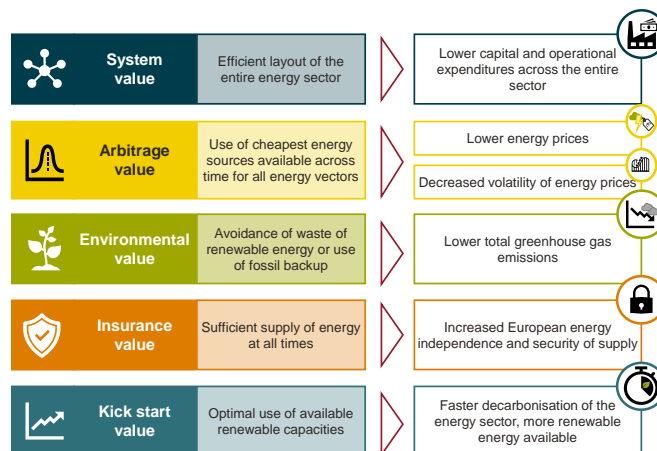 System
value
Efficient layout of the
entire energy sector
Lower capital and operational
expenditures across the entire
sector
Arbitrage
value
Use of cheapest energy
sources available across
time for all energy vectors
Lower energy prices
Decreased volatility of energy prices
Environmental
value
Avoidance of waste of
renewable energy or use
of fossil backup
Lower total greenhouse gas
emissions
Insurance
value
Sufficient supply of energy
at all times
Increased European energy
independence and security of supply
Kick start
value
Optimal use of available
renewable capacities
Faster decarbonisation of the
energy sector, more renewable
energy available